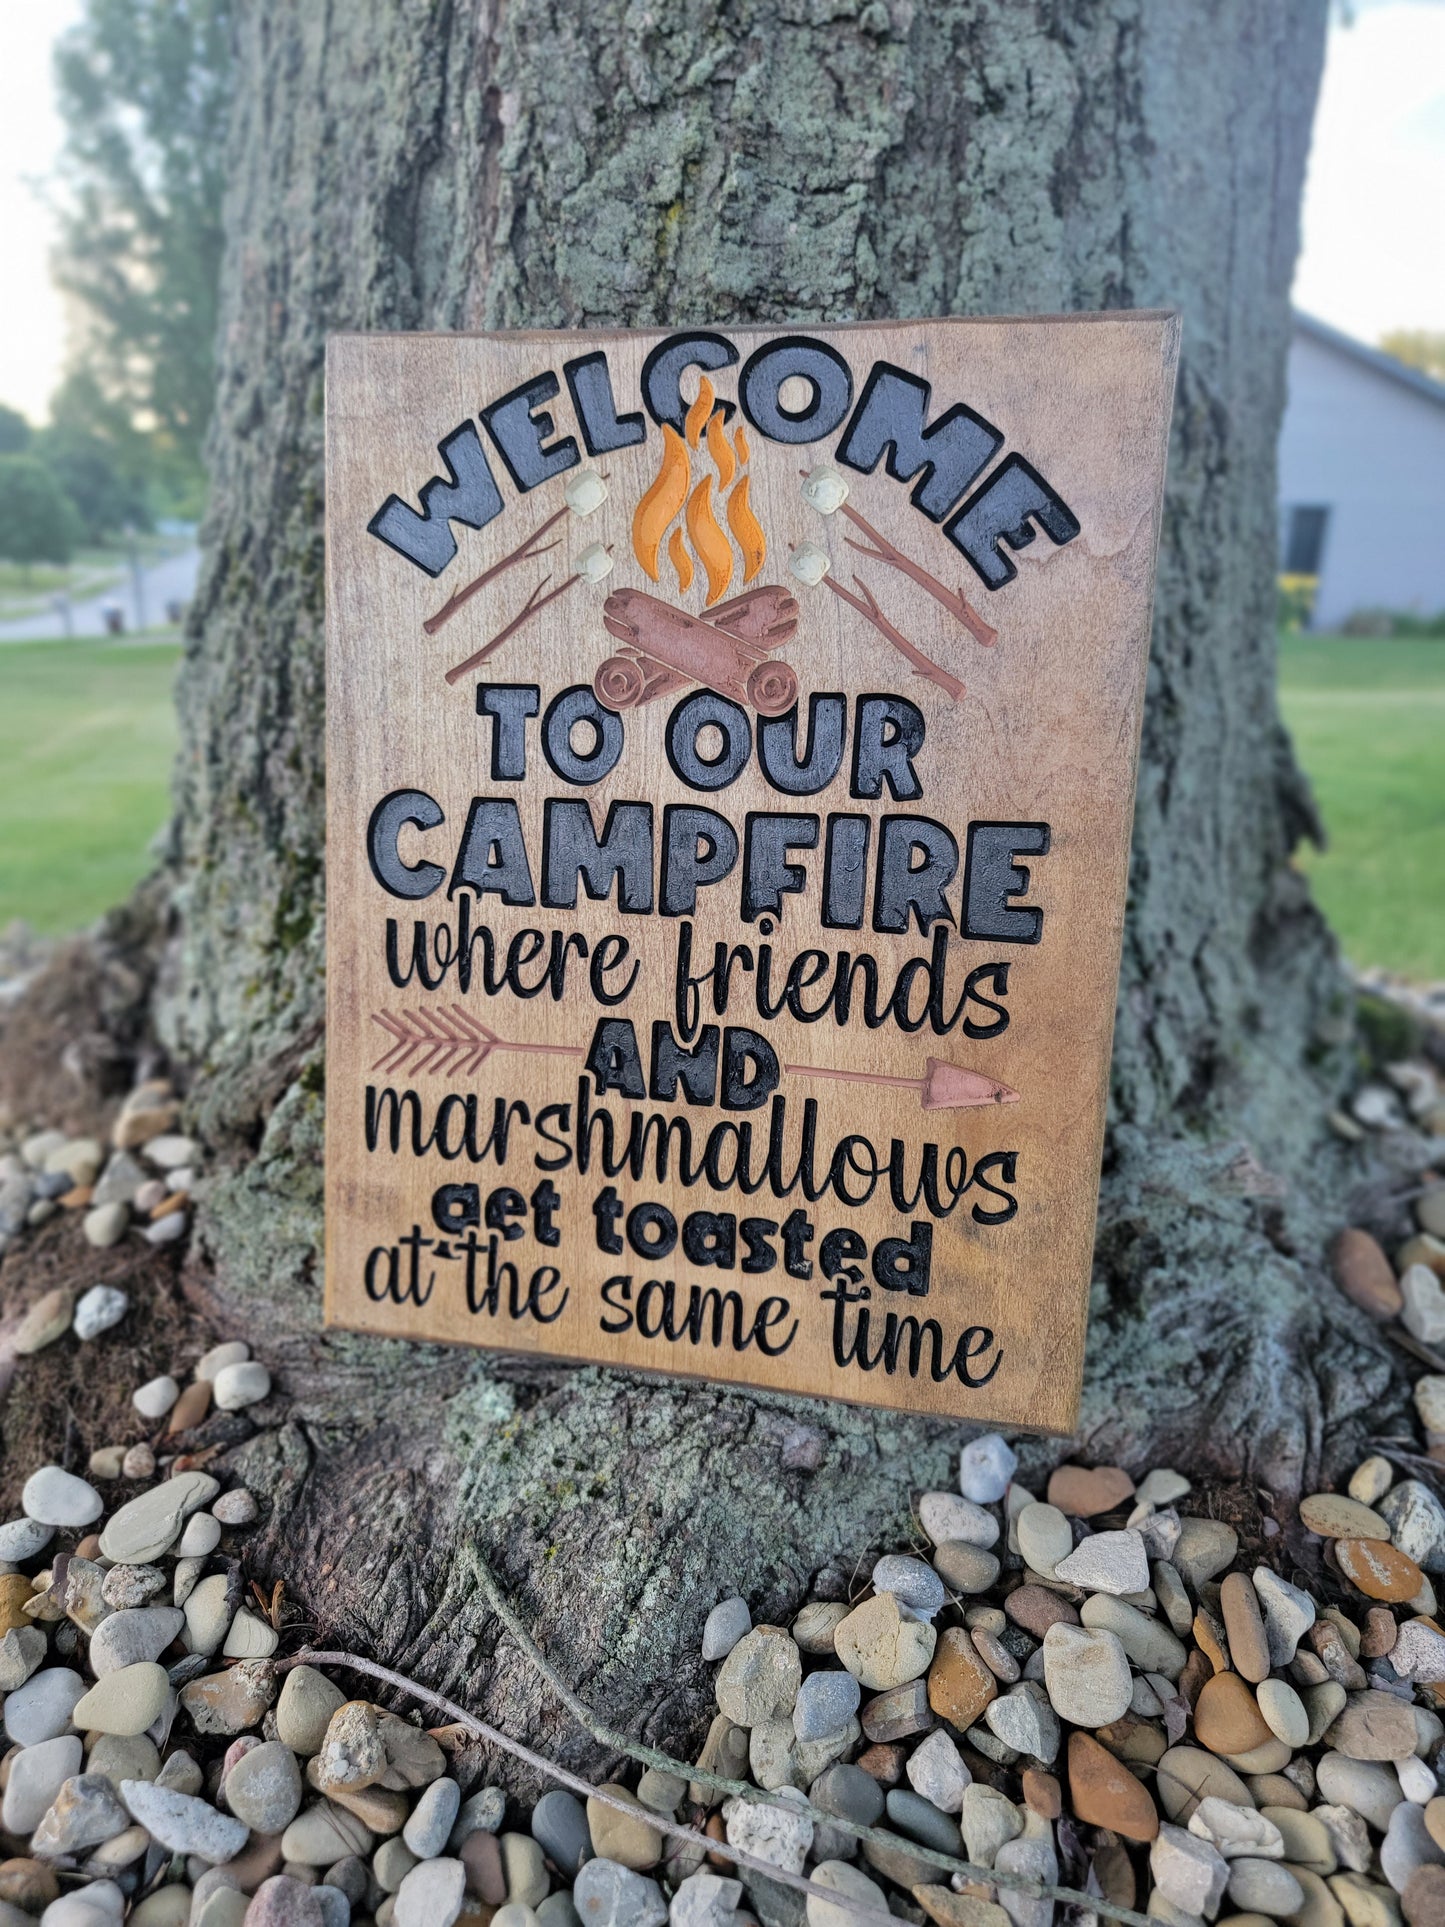 WELCOME
TO OUR
CAMPFIRE
where friends
AND
marshmallows
get toasted
at the same time